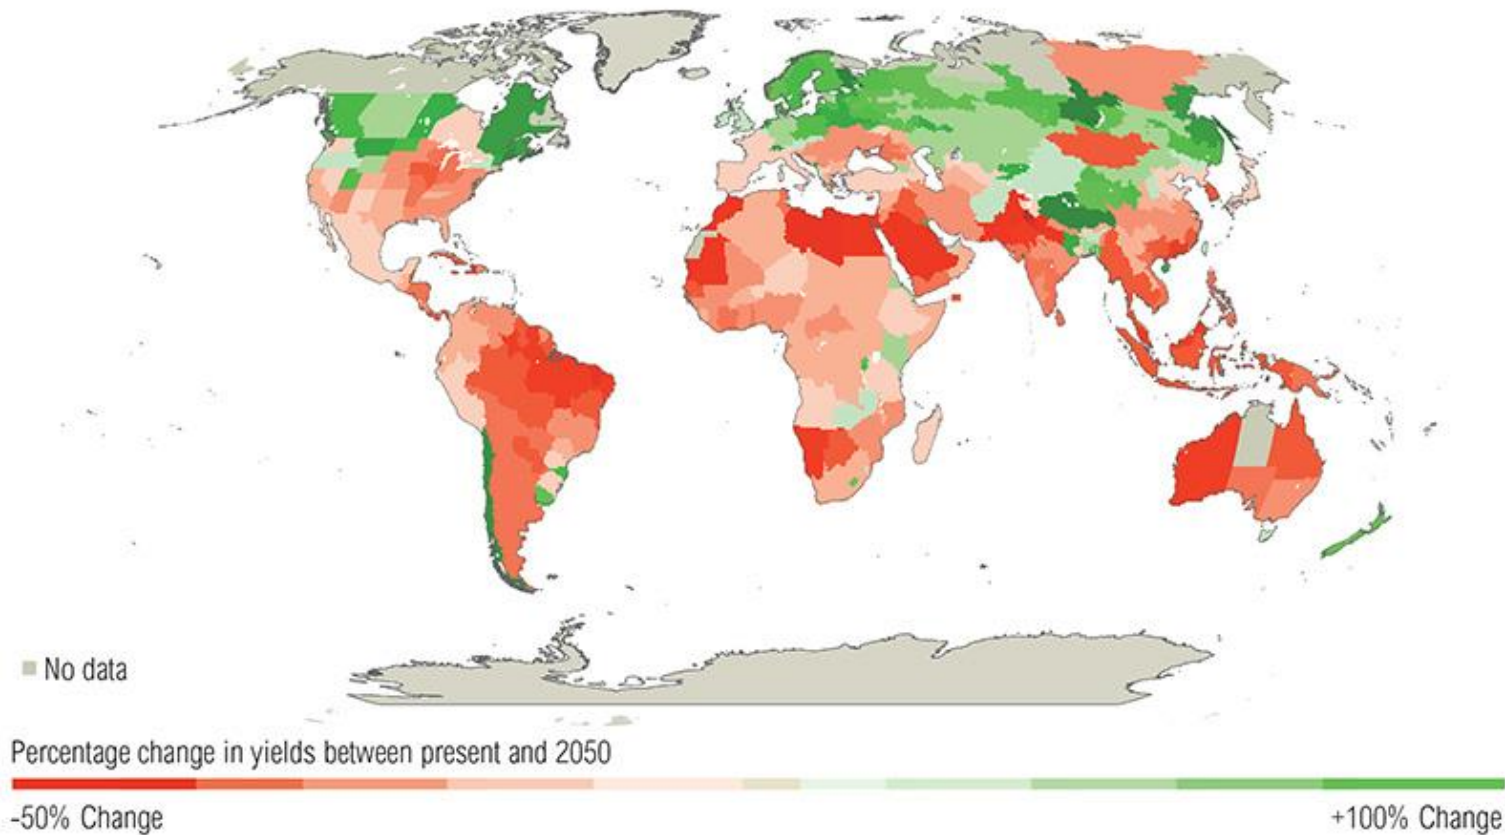 No data
Percentage change in yields between present and 2050
-50% Change
+100% Change